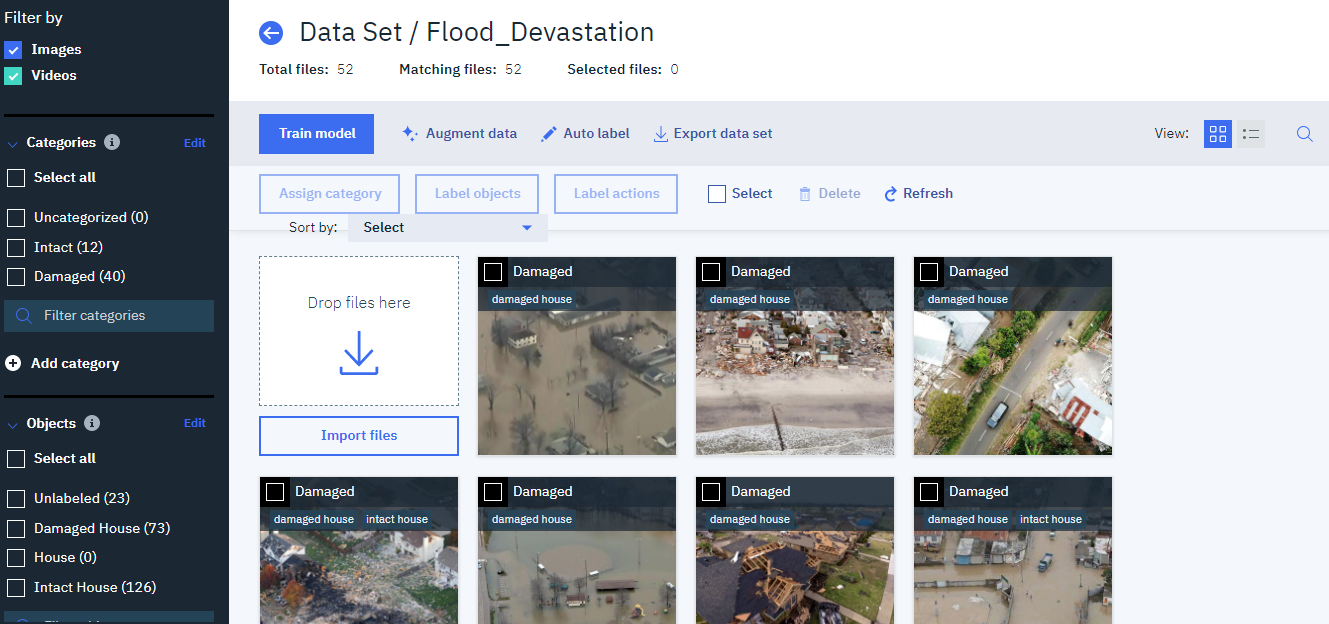 Filter by
Images
Videos
Categories i Edit
Select all
Uncategorized (0)
Intact (12)
Damaged (40)
Filter categories
Add category
Objects i Edit
Select all
Unlabeled (23)
Damaged House (73)
House (0)
Intact House (126)
Data Set / Flood_Devastation
Total files: 52 Matching files: 52 Selected files: 0
Train model Augment data Auto label Export data set View:
Assign category Label objects Label actions Select Delete Refresh
Sort by: Select
Drop files here
Import files
Damaged
damaged house
Damaged
damaged house
Damaged
damaged house
Damaged
damaged house intact house
Damaged
damaged house
Damaged
damaged house
Damaged
damaged house intact house